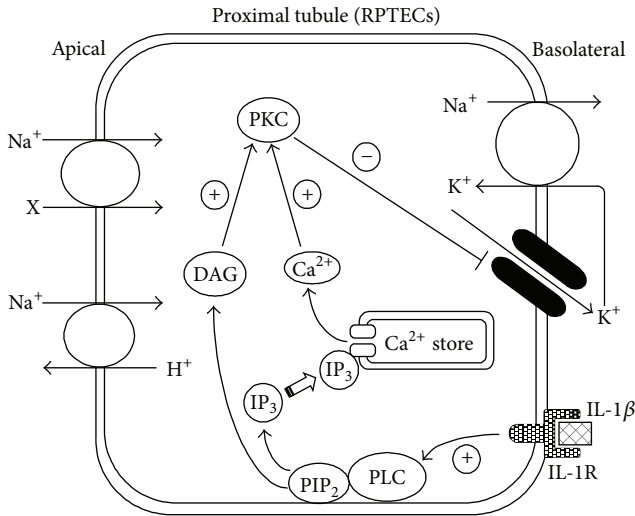 Proximal tubule (RPTECs)
Apical
Basolateral
Na⁺
Na⁺
PKC
−
K⁺
X
+
+
DAG
Ca²⁺
Na⁺
K⁺
Ca²⁺ store
H⁺
IP₃
IP₃
IL-1β
+
IL-1R
PIP₂
PLC